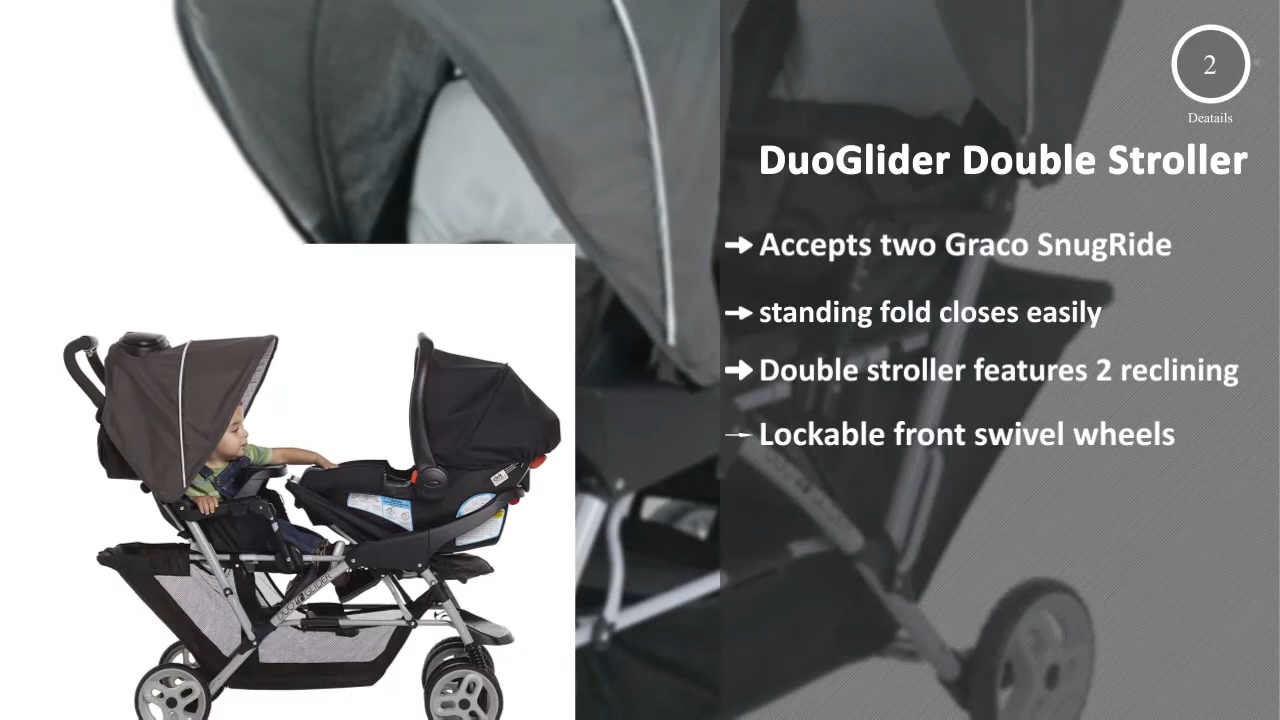 2
Deatails
DuoGlider Double Stroller
Accepts two Graco SnugRide
standing fold closes easily
Double stroller features 2 reclining
Lockable front swivel wheels
DUOGLIDER